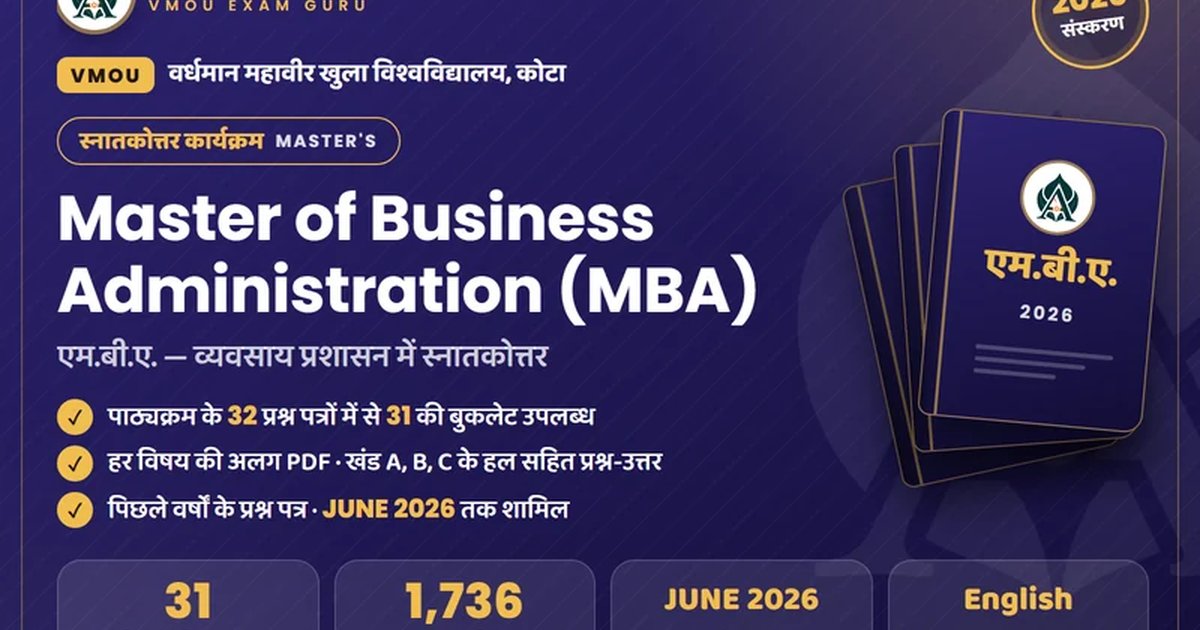 VMOU EXAM GURU
2026
संस्करण
VMOU वर्धमान महावीर खुला विश्वविद्यालय, कोटा
स्नातकोत्तर कार्यक्रम MASTER'S
Master of Business
Administration (MBA)
एम.बी.ए. — व्यवसाय प्रशासन में स्नातकोत्तर
✓ पाठ्यक्रम के 32 प्रश्न पत्रों में से 31 की बुकलेट उपलब्ध
✓ हर विषय की अलग PDF · खंड A, B, C के हल सहित प्रश्न-उत्तर
✓ पिछले वर्षों के प्रश्न पत्र · JUNE 2026 तक शामिल
एम.बी.ए.
2026
31
1,736
JUNE 2026
English